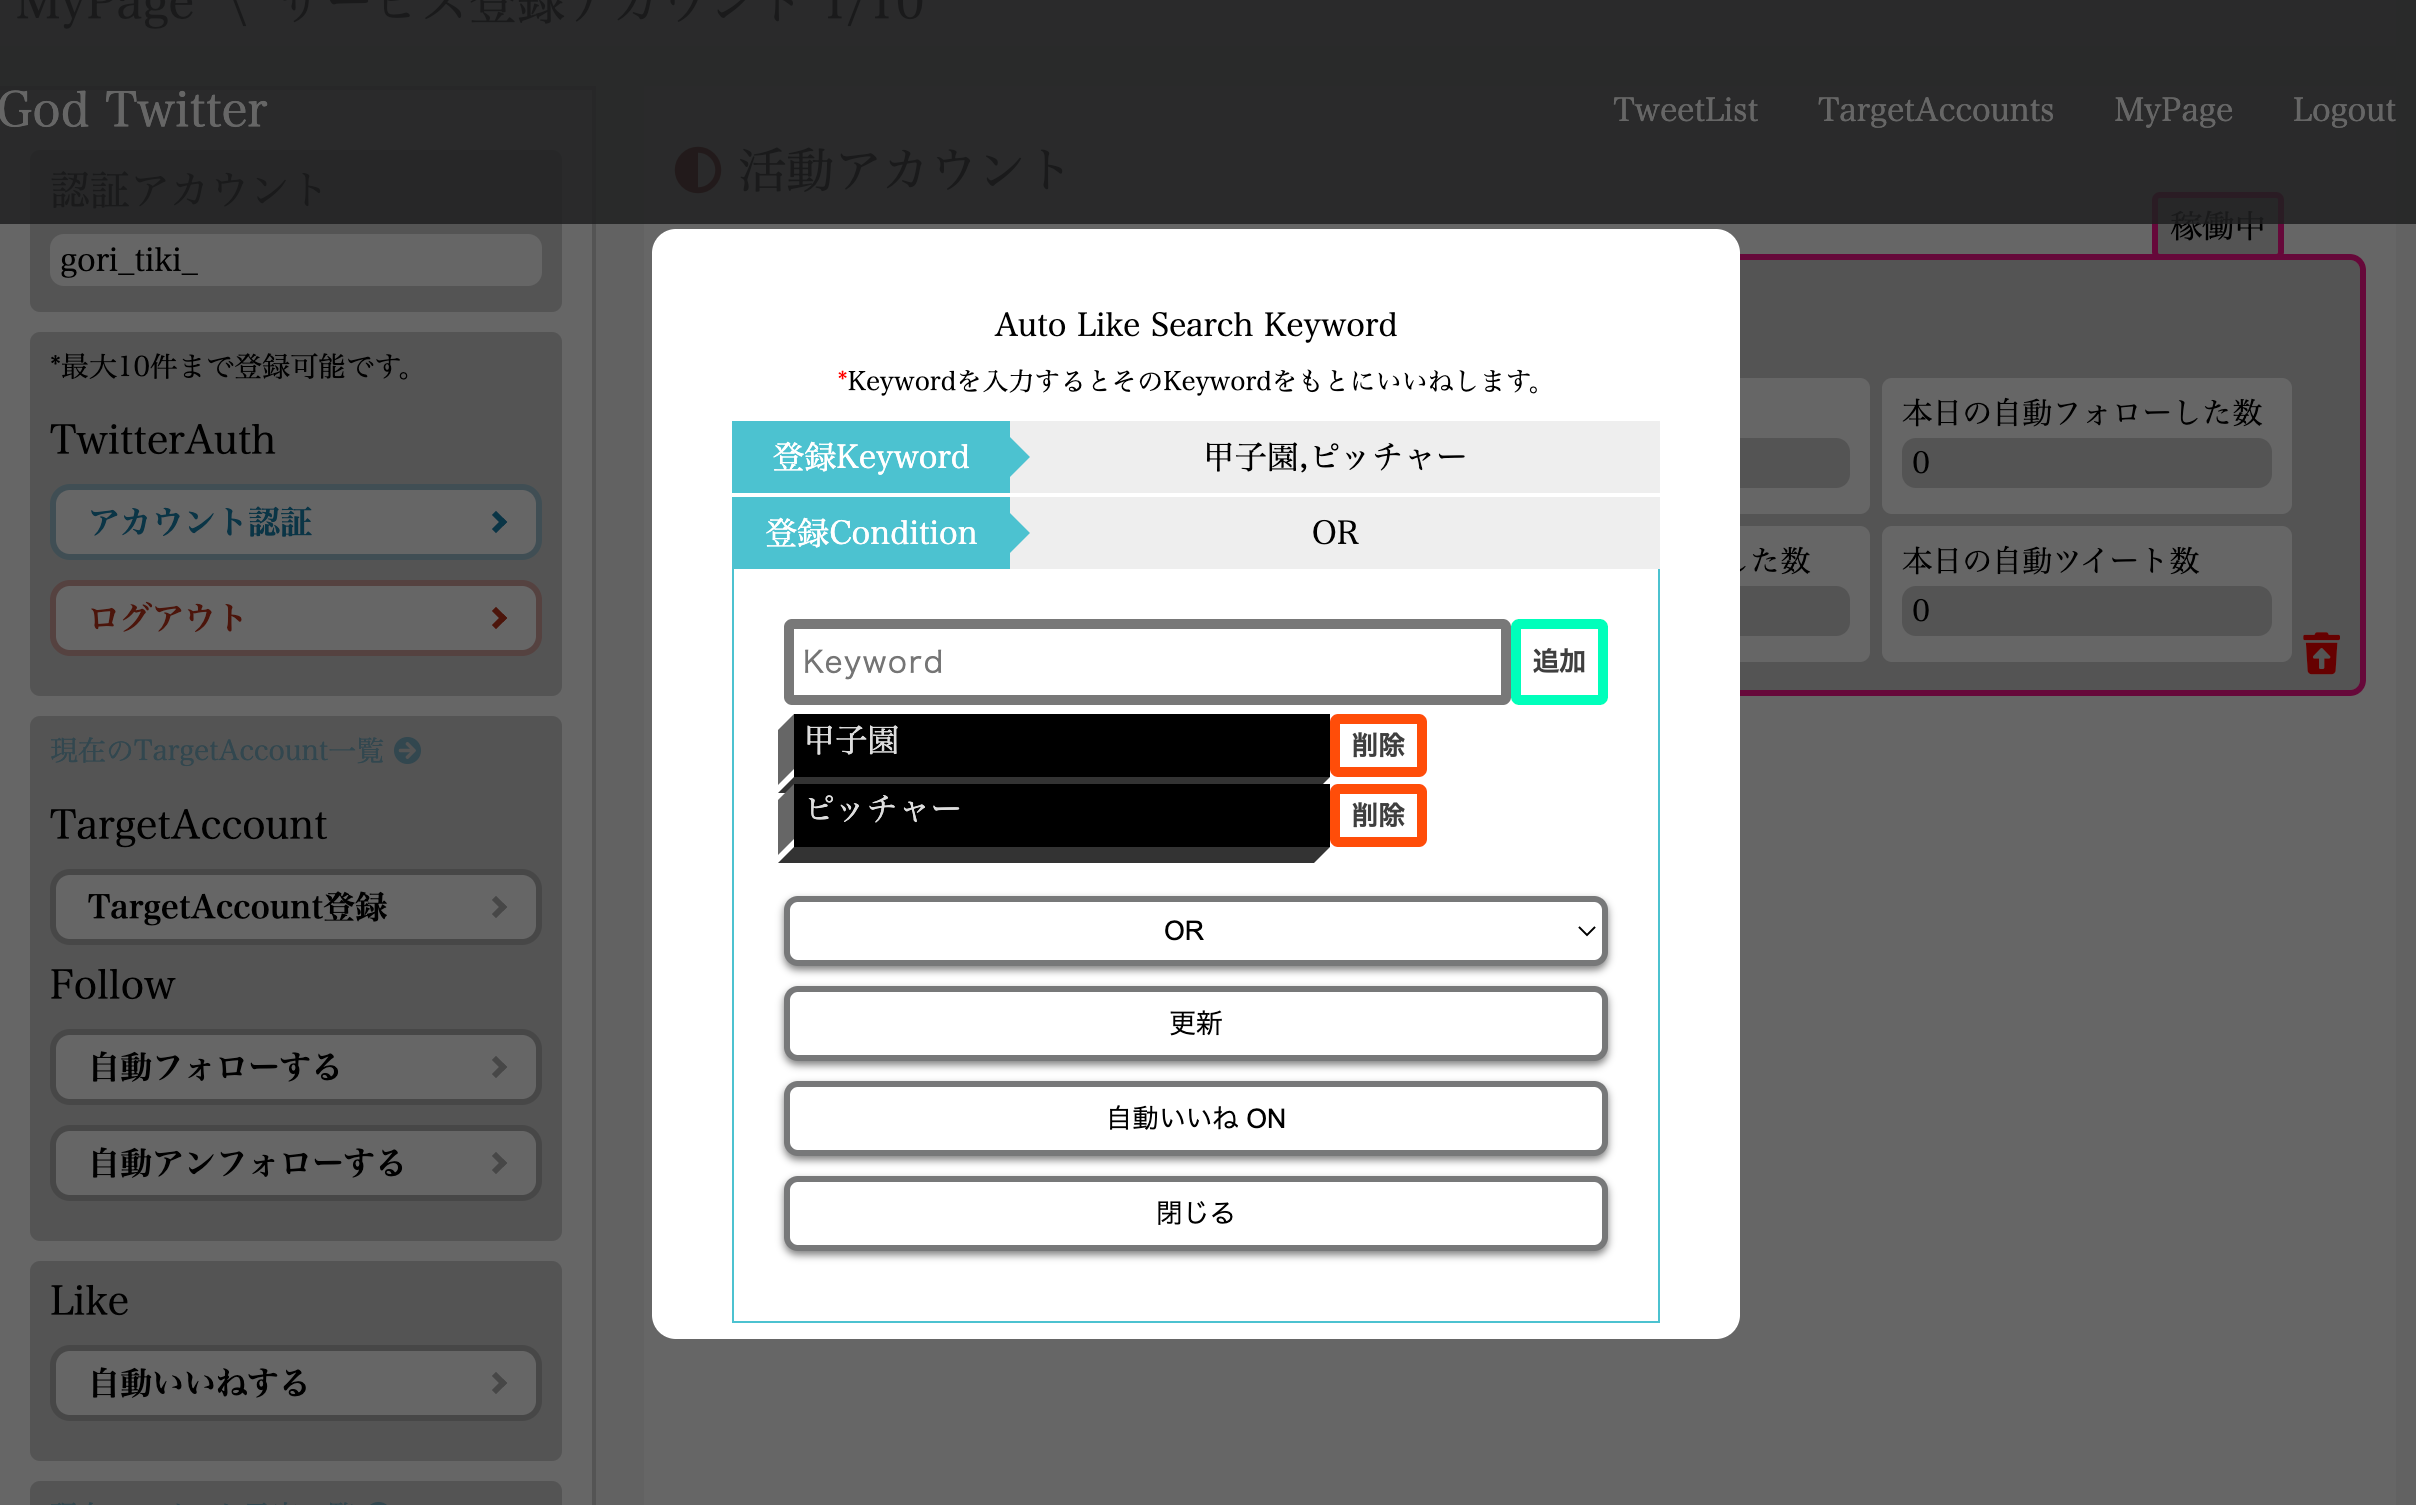 MyPage \ サービス登録アカウント 1/10
God Twitter
TweetList
TargetAccounts
MyPage
Logout
認証アカウント
gori_tiki_
*最大10件まで登録可能です。
TwitterAuth
アカウント認証
ログアウト
現在のTargetAccount一覧
TargetAccount
TargetAccount登録
Follow
自動フォローする
自動アンフォローする
Like
自動いいねする
活動アカウント
稼働中
本日の自動フォローした数
0
した数
本日の自動ツイート数
0
Auto Like Search Keyword
*Keywordを入力するとそのKeywordをもとにいいねします。
登録Keyword
甲子園,ピッチャー
登録Condition
OR
Keyword
追加
甲子園
削除
ピッチャー
削除
OR
更新
自動いいね ON
閉じる